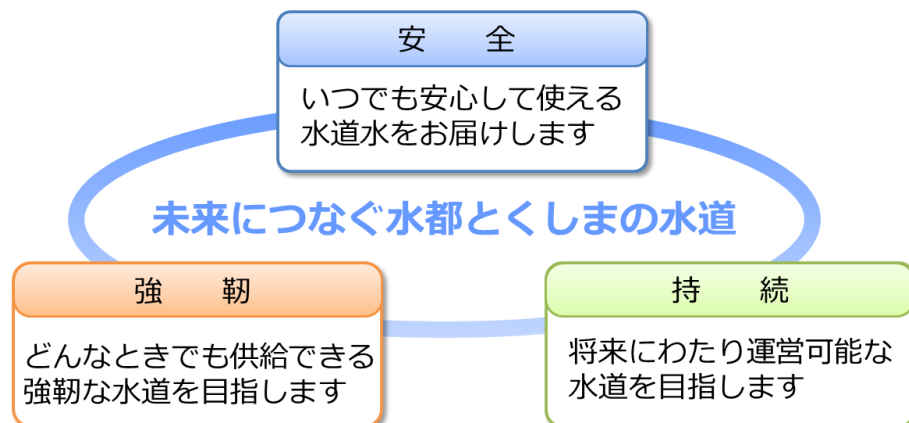 安　全
いつでも安心して使える
水道水をお届けします
未来につなぐ水都とくしまの水道
強　靭
どんなときでも供給できる
強靭な水道を目指します
持　続
将来にわたり運営可能な
水道を目指します